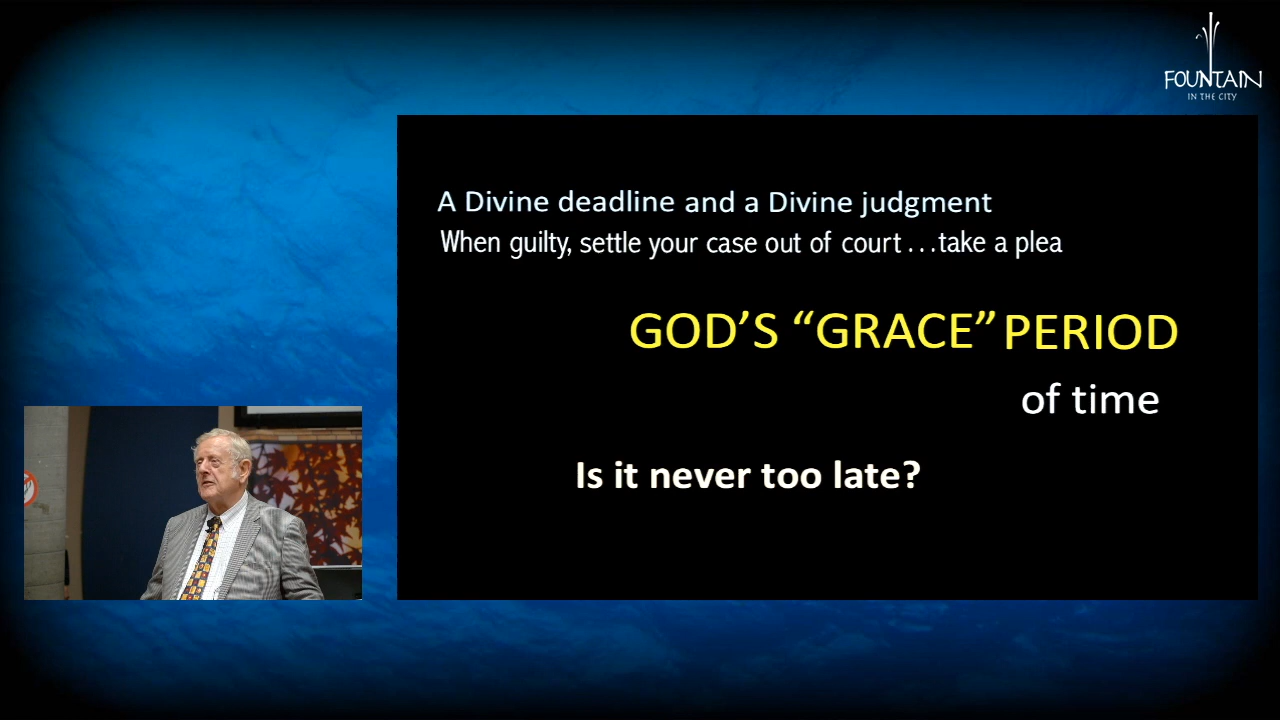 FOUNTAIN
IN THE CITY
A Divine deadline and a Divine judgment
When guilty, settle your case out of court ...take a plea
GOD'S “GRACE” PERIOD
of time
Is it never too late?